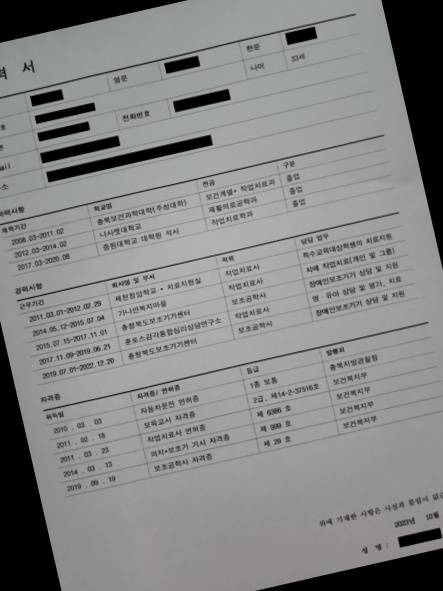 력 서
영문
한문
호
전화번호
나이 33세
mail
소
학력사항
재학기간 학교명 전공 구분
2008.03-2011.02 충북보건과학대학(주성대학) 보건계열• 작업치료과 졸업
2012.03-2014.02 나사렛대학교 재활의료공학과 졸업
2017.03-2020.08 중원대학교 대학원 석사 작업치료학과 졸업
경력사항
근무기간 회사명 및 부서 직위 담당 업무
2011.03.01-2012.02.29 제천청암학교 • 치료지원실 작업치료사 특수교육대상학생의 치료지원
2014.05.12-2015.07.04 가나안복지마을 작업치료사 치매 작업치료(개인 및 그룹)
2015.07.15-2017.11.01 충청북도보조기기센터 보조공학사 장애인보조기기 상담 및 지원
2017.11.09-2019.06.21 훈토스감각통합심리상담연구소 작업치료사 영 · 유아 상담 및 평가, 치료
2019.07.01-2022.12.20 충청북도보조기기센터 보조공학사 장애인보조기기 상담 및 지원
자격증
취득일 자격증/ 면허증 등급 발행처
2010 . 03 . 03 자동차운전 면허증 1종 보통 충북지방경찰청
2011 . 02 . 18 보육교사 자격증 2급, 제14-2-37516호 보건복지부
2011 . 03 . 23 작업치료사 면허증 제 6386 호 보건복지부
2014 . 03 . 13 의지•보조기 기사 자격증 제 999 호 보건복지부
2019 . 09 . 19 보조공학사 자격증 제 29 호 보건복지부
위에 기재한 사항은 사실과 틀림이 없습
2023년 10월
성 명 :